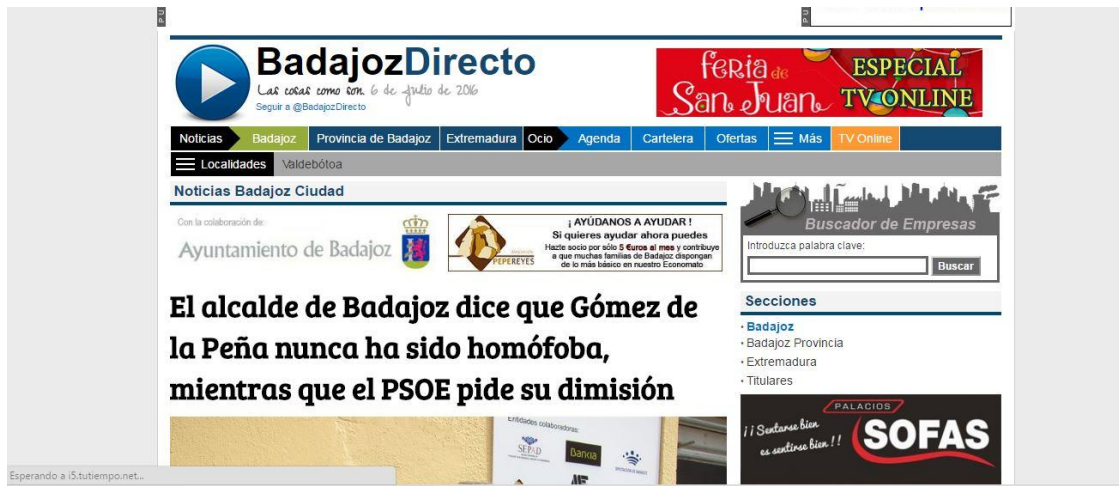 PU
PU
BadajozDirecto
Las cosas como son. 6 de Julio de 2016
Seguir a @BadajozDirecto
feria de
San Juan
ESPECIAL
TV ONLINE
Noticias Badajoz Provincia de Badajoz Extremadura Ocio Agenda Cartelera Ofertas Más TV Online
Localidades Valdebótoa
Noticias Badajoz Ciudad
Con la colaboración de:
Ayuntamiento de Badajoz
PEPEREYES
¡ AYÚDANOS A AYUDAR !
Si quieres ayudar ahora puedes
Hazte socio por sólo 5 €uros al mes y contribuye
a que muchas familias de Badajoz dispongan
de lo más básico en nuestro Economato
El alcalde de Badajoz dice que Gómez de
la Peña nunca ha sido homófoba,
mientras que el PSOE pide su dimisión
Entidades colaboradoras:
SEPAD
Bankia
Buscador de Empresas
Introduzca palabra clave:
Buscar
Secciones
· Badajoz
· Badajoz Provincia
· Extremadura
· Titulares
PALACIOS
¡¡ Sentarse bien
es sentirse bien !!
SOFAS
Esperando a i5.tutiempo.net...